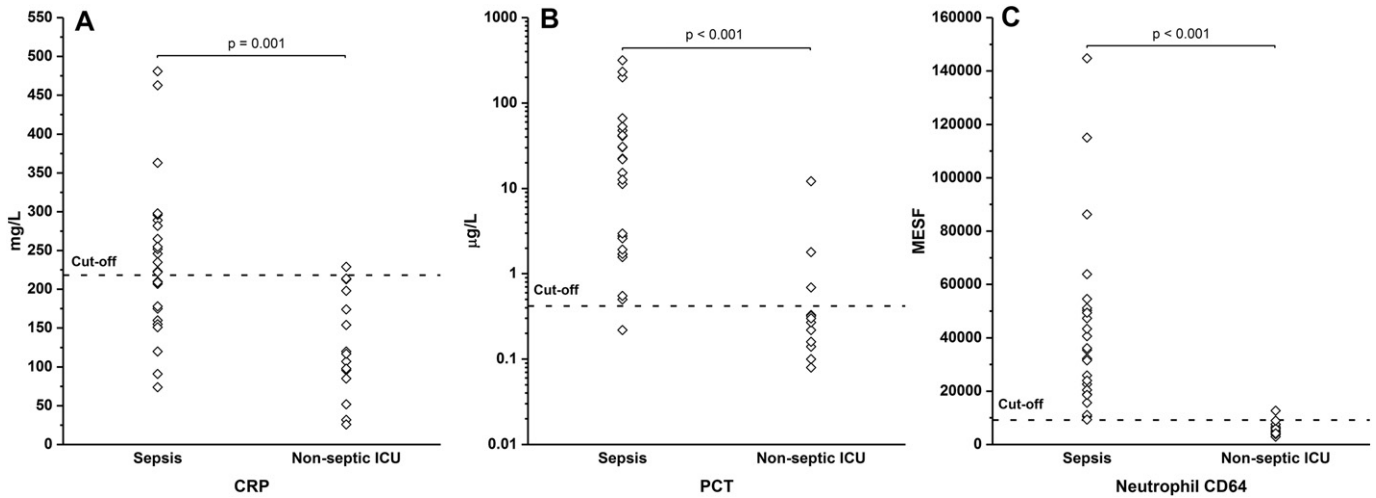 A
p = 0.001
550
500
450
400
350
300
250
200
150
100
50
0
mg/L
Cut-off
Sepsis
Non-septic ICU
CRP
B
p < 0.001
1000
100
10
1
0.1
0.01
µg/L
Cut-off
Sepsis
Non-septic ICU
PCT
C
p < 0.001
160000
140000
120000
100000
80000
60000
40000
20000
0
MESF
Cut-off
Sepsis
Non-septic ICU
Neutrophil CD64